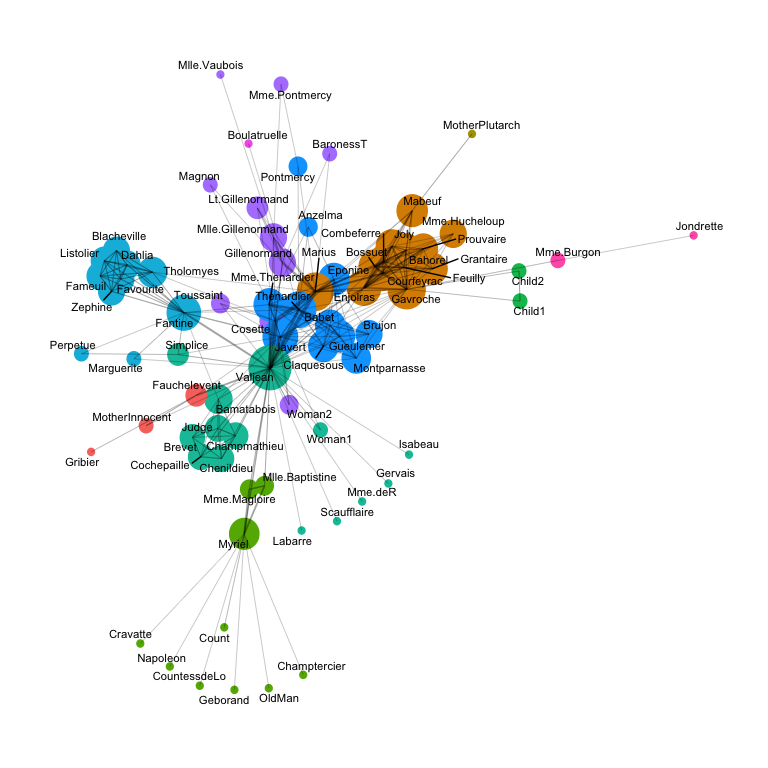 Mlle.Vaubois
Mme.Pontmercy
MotherPlutarch
Boulatruelle
BaronessT
Magnon
Pontmercy
Lt.Gillenormand
Mabeuf
Anzelma
Mme.Hucheloup
Mlle.Gillenormand
Combeferre
Joly
Jondrette
Blacheville
Prouvaire
Listolier
Dahlia
Gillenormand
Marius
Bossuet
Mme.Burgon
Bahorel
Grantaire
Tholomyes
Mme.Thenardier
Eponine
Feuilly
Fameuil
Favourite
Courfeyrac
Child2
Toussaint
Thenardier
Enjolras
Gavroche
Zephine
Child1
Fantine
Cosette
Babet
Brujon
Perpetue
Simplice
Javert
Gueulemer
Marguerite
Claquesous
Montparnasse
Valjean
Fauchelevent
Bamatabois
Woman2
MotherInnocent
Judge
Woman1
Brevet
Champmathieu
Isabeau
Gribier
Cochepaille
Chenildieu
Gervais
Mlle.Baptistine
Mme.Magloire
Mme.deR
Scaufflaire
Myriel
Labarre
Cravatte
Count
Napoleon
Champtercier
CountessdeLo
Geborand
OldMan